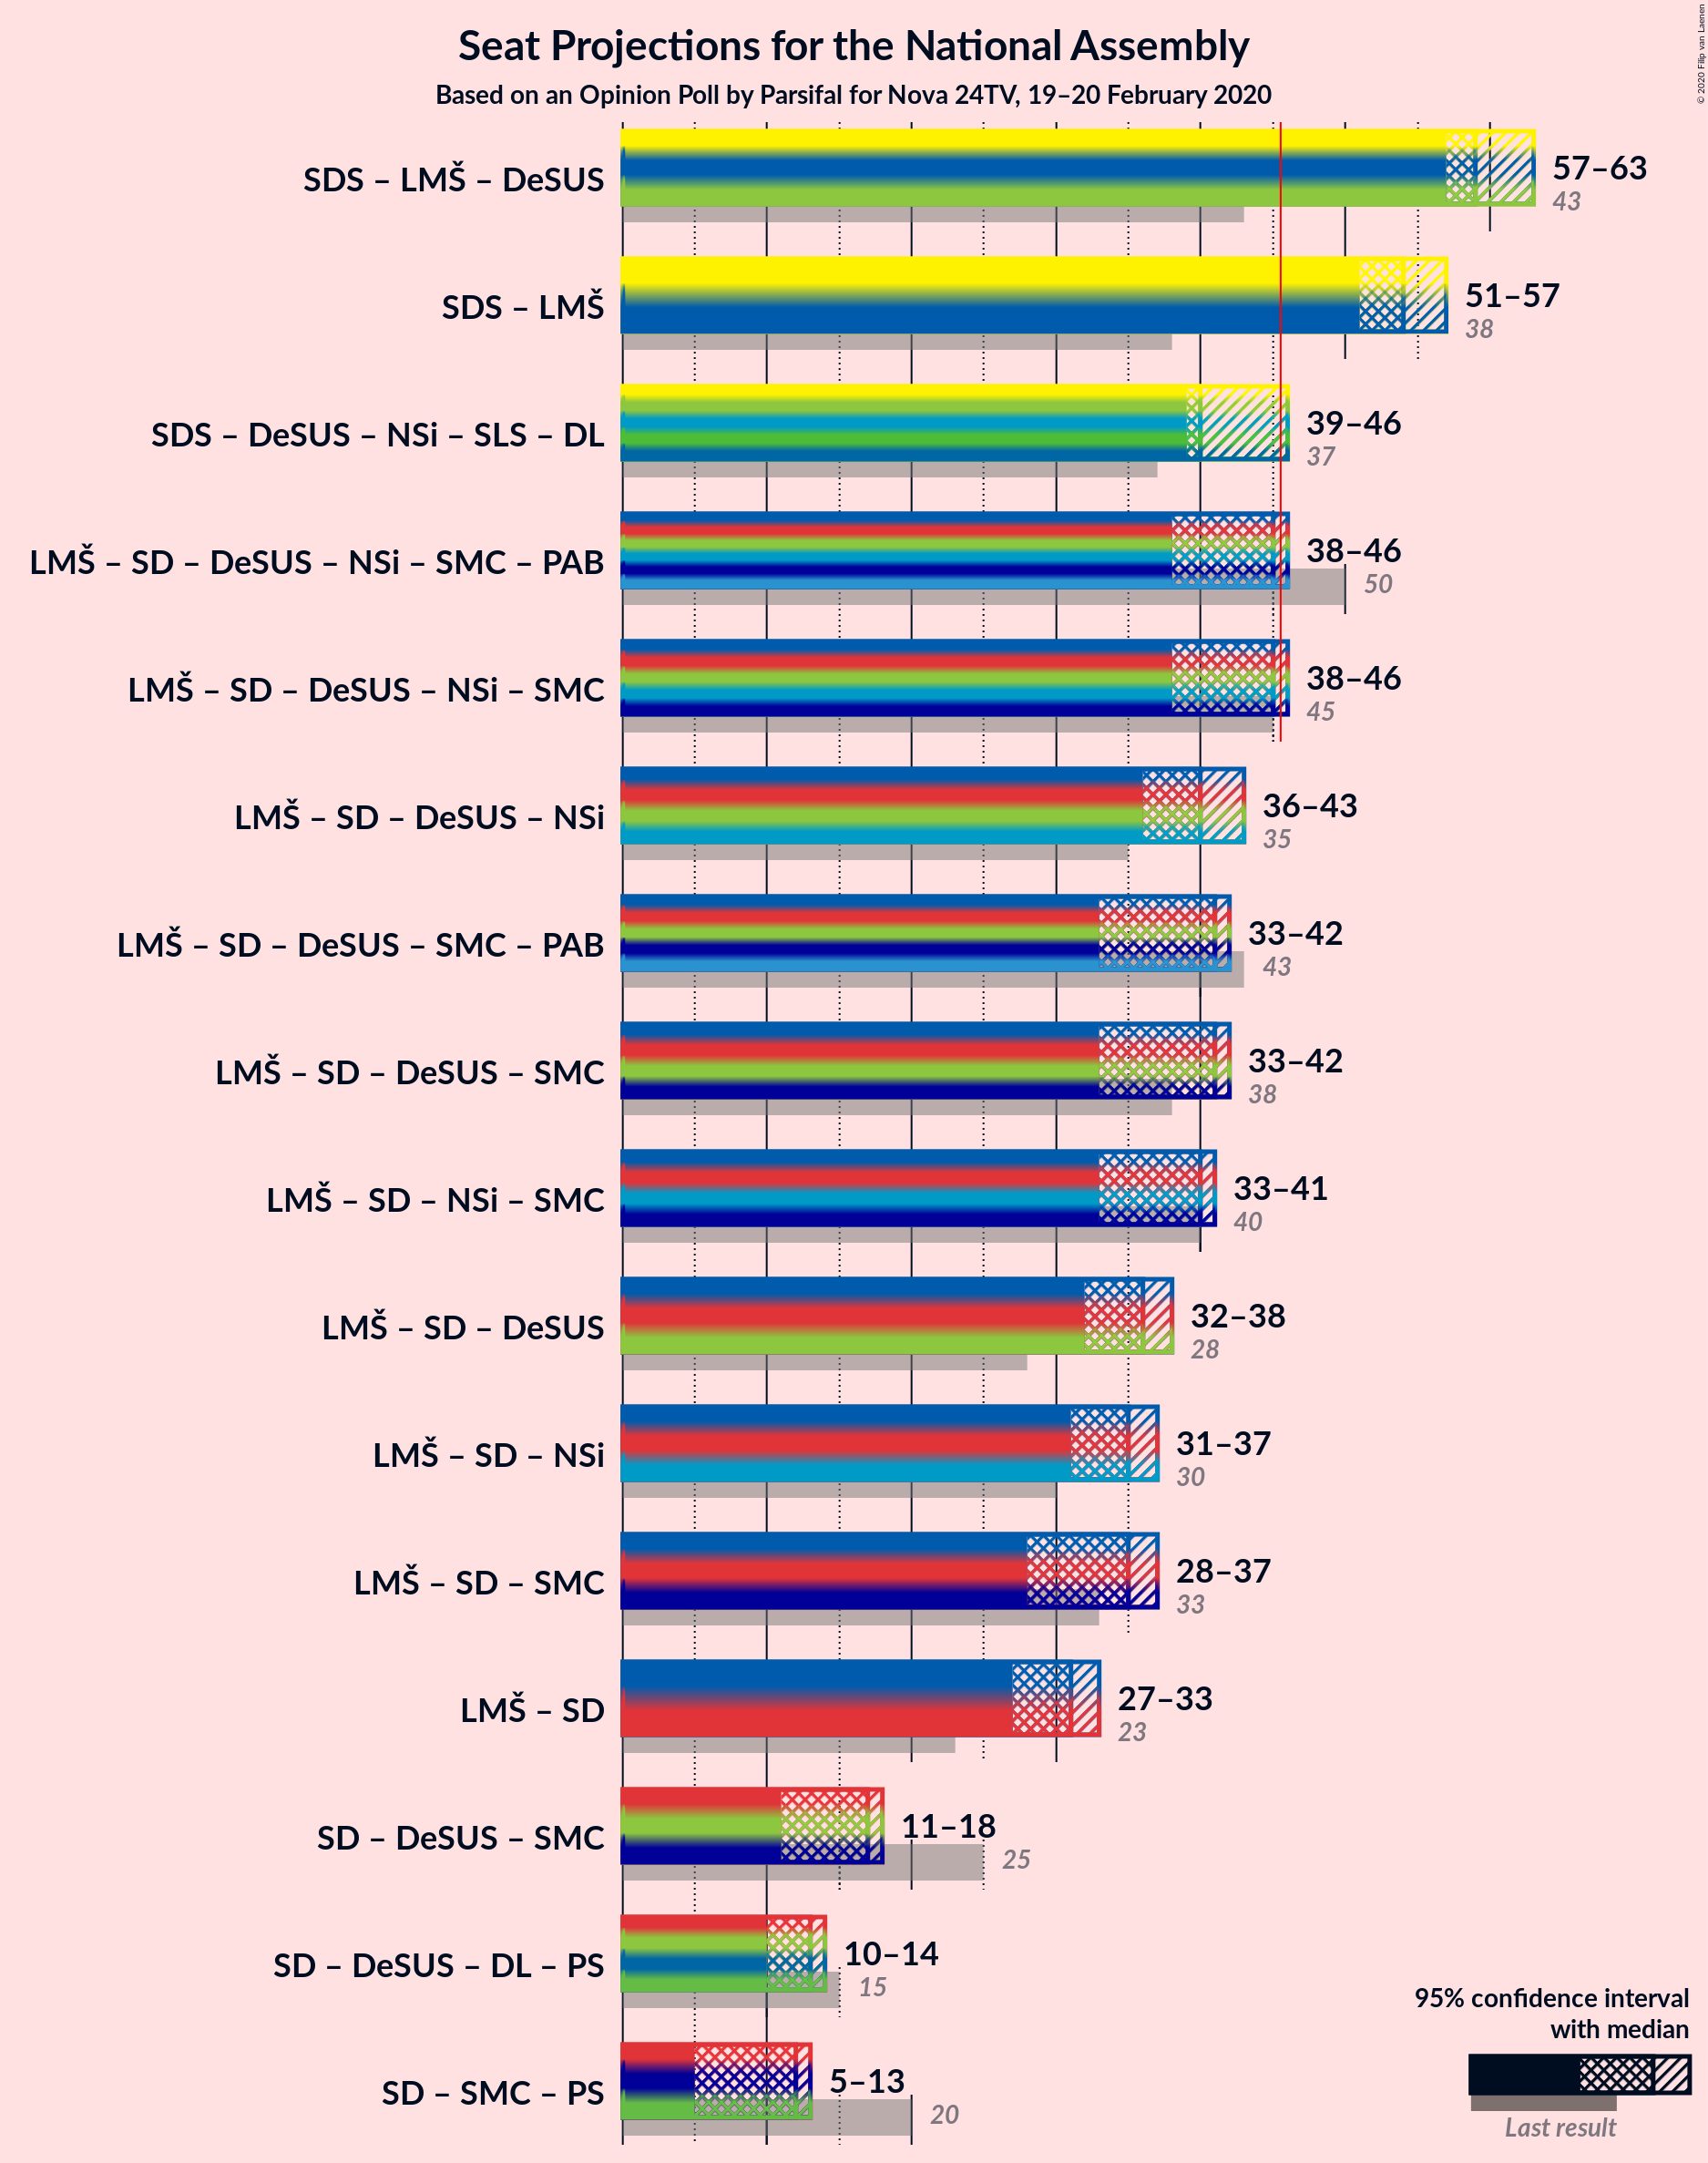 Seat Projections for the National Assembly
Based on an Opinion Poll by Parsifal for Nova 24TV, 19–20 February 2020
© 2020 Filip van Laenen
SDS – LMŠ – DeSUS
57–63
43
SDS – LMŠ
51–57
38
SDS – DeSUS – NSi – SLS – DL
39–46
37
LMŠ – SD – DeSUS – NSi – SMC – PAB
38–46
50
LMŠ – SD – DeSUS – NSi – SMC
38–46
45
LMŠ – SD – DeSUS – NSi
36–43
35
LMŠ – SD – DeSUS – SMC – PAB
33–42
43
LMŠ – SD – DeSUS – SMC
33–42
38
LMŠ – SD – NSi – SMC
33–41
40
LMŠ – SD – DeSUS
32–38
28
LMŠ – SD – NSi
31–37
30
LMŠ – SD – SMC
28–37
33
LMŠ – SD
27–33
23
SD – DeSUS – SMC
11–18
25
SD – DeSUS – DL – PS
10–14
15
SD – SMC – PS
5–13
20
95% confidence interval
with median
Last result